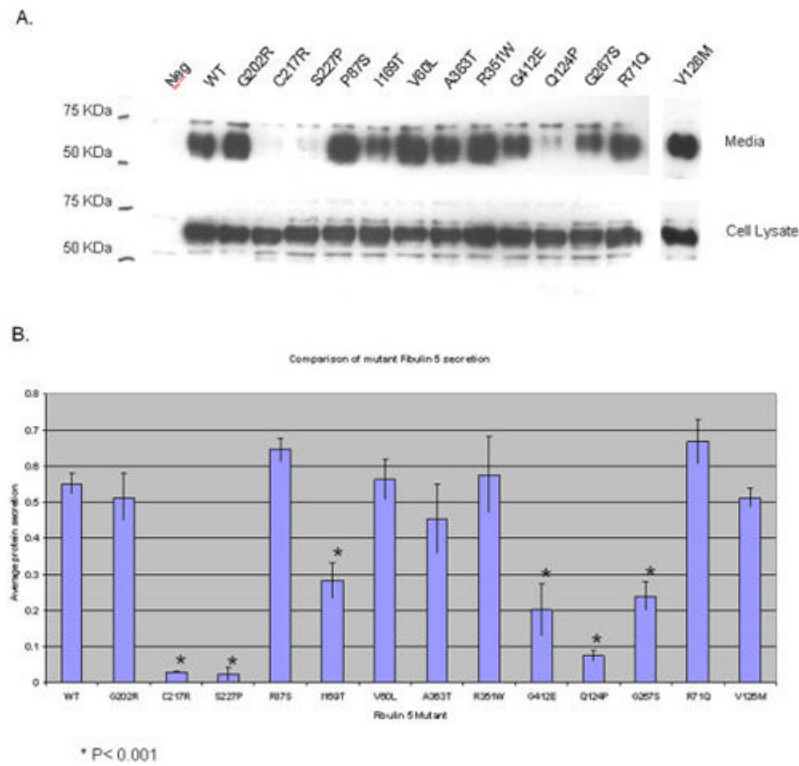 A.
Neg WT G202R C217R S227P P87S I169T V60L A363T R351W G412E Q124P G267S R71Q V126M
75 KDa
50 KDa
Media
75 KDa
50 KDa
Cell Lysate
B.
Comparison of mutant Fibulin 5 secretion
Average protein secretion
0.8
0.7
0.6
0.5
0.4
0.3
0.2
0.1
0
* * * * * *
WT G202R C217R S227P P87S I169T V60L A363T R351W G412E Q124P G267S R71Q V126M
Fibulin 5 Mutant
* P< 0.001